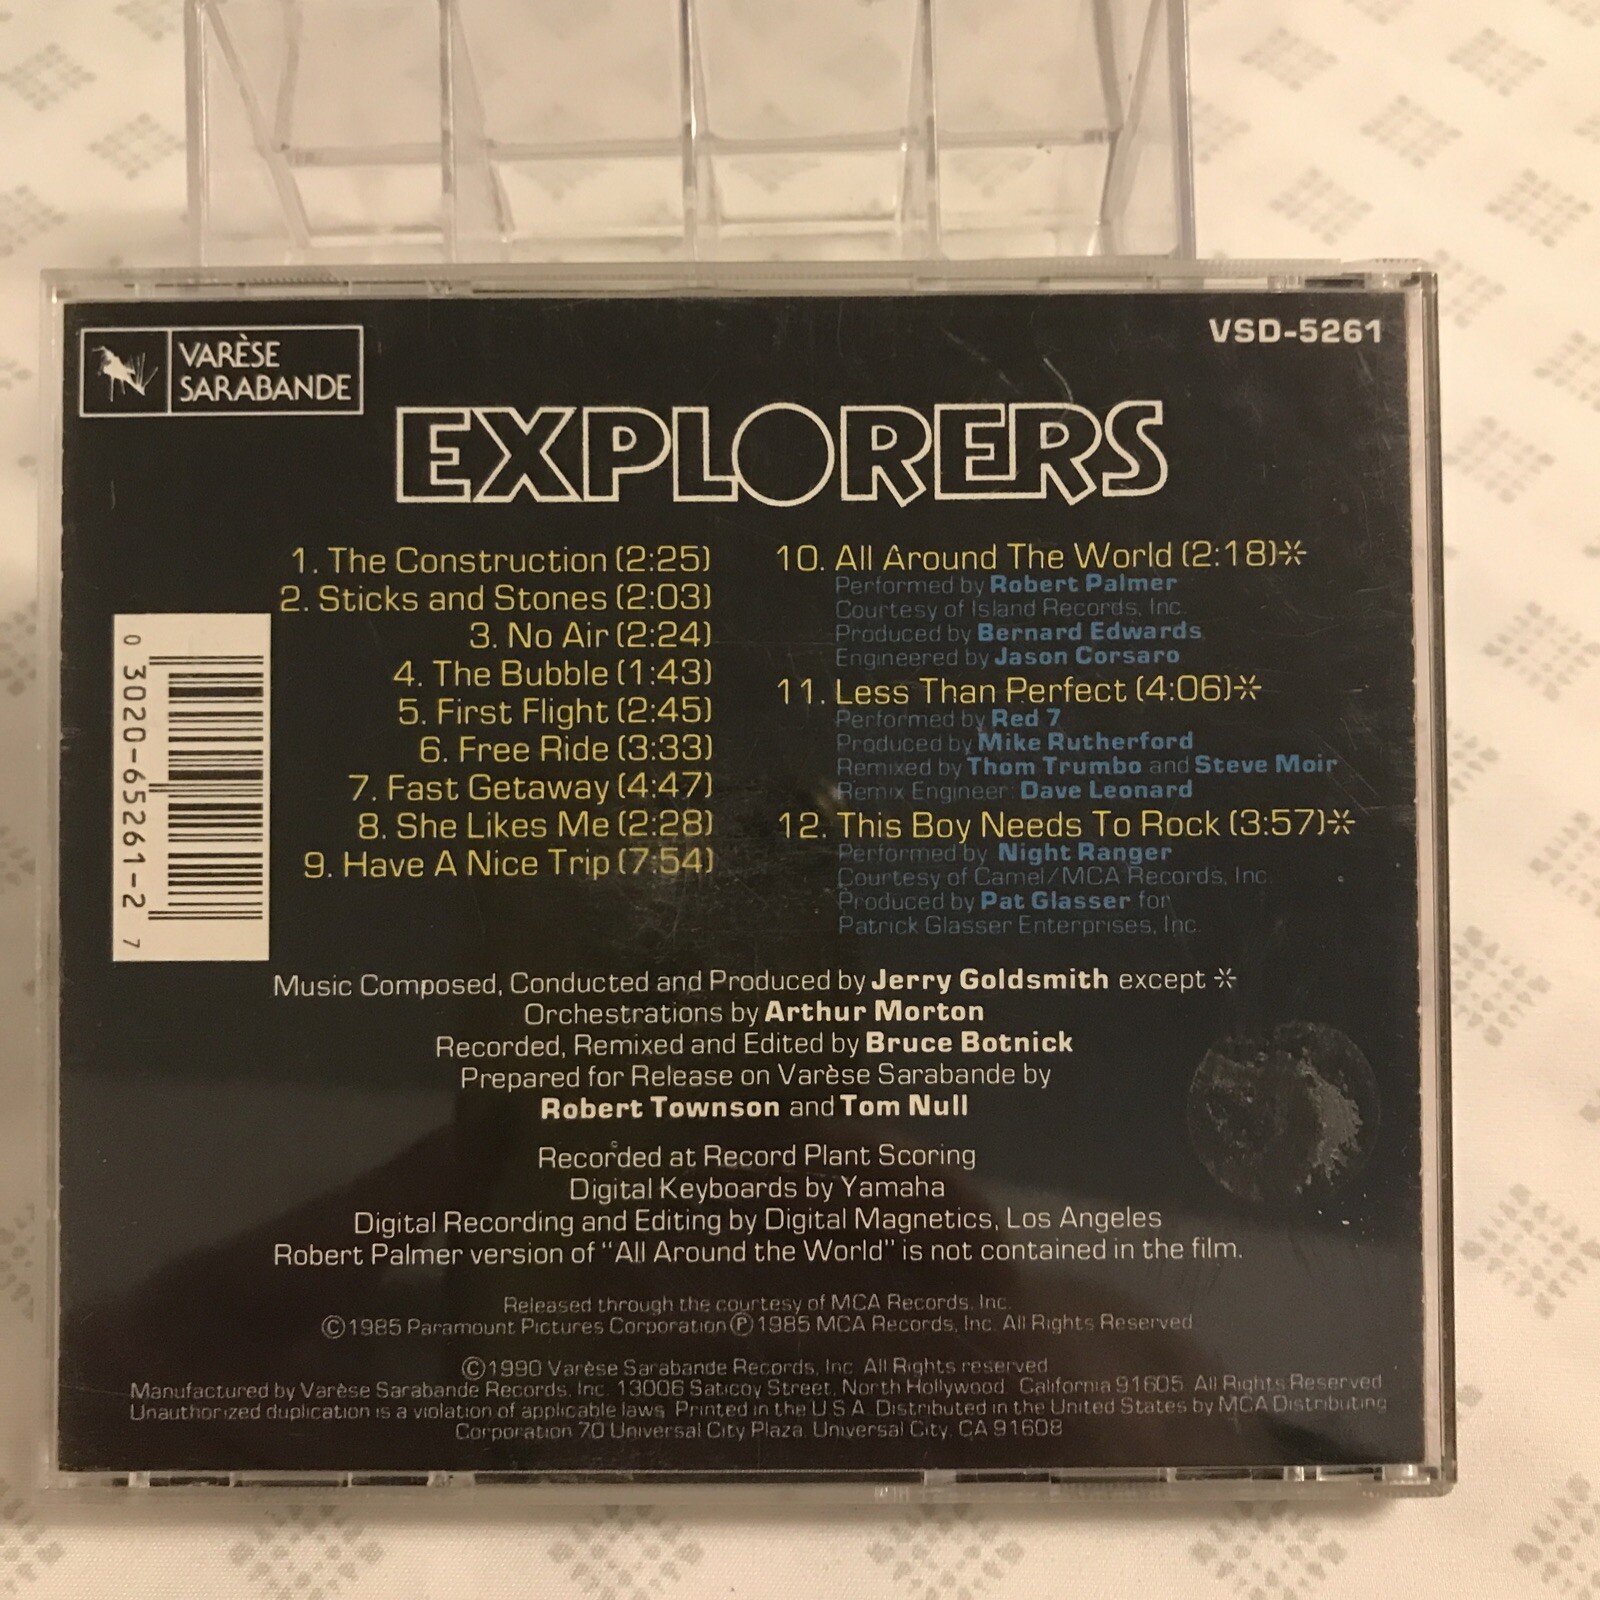 VARÈSE
SARABANDE
VSD-5261
EXPLORERS
1. The Construction (2:25)
2. Sticks and Stones (2:03)
3. No Air (2:24)
4. The Bubble (1:43)
5. First Flight (2:45)
6. Free Ride (3:33)
7. Fast Getaway (4:47)
8. She Likes Me (2:28)
9. Have A Nice Trip (7:54)
10. All Around The World (2:18)*
Performed by Robert Palmer
Courtesy of Island Records, Inc.
Produced by Bernard Edwards
Engineered by Jason Corsaro
11. Less Than Perfect (4:06)*
Performed by Red 7
Produced by Mike Rutherford
Remixed by Thom Trumbo and Steve Moir
Remix Engineer: Dave Leonard
12. This Boy Needs To Rock (3:57)*
Performed by Night Ranger
Courtesy of Camel/MCA Records, Inc.
Produced by Pat Glasser for
Patrick Glasser Enterprises, Inc.
0 3020-65261-2 7
Music Composed, Conducted and Produced by Jerry Goldsmith except *
Orchestrations by Arthur Morton
Recorded, Remixed and Edited by Bruce Botnick
Prepared for Release on Varèse Sarabande by
Robert Townson and Tom Null
Recorded at Record Plant Scoring
Digital Keyboards by Yamaha
Digital Recording and Editing by Digital Magnetics, Los Angeles
Robert Palmer version of “All Around the World” is not contained in the film.
Released through the courtesy of MCA Records, Inc.
©1985 Paramount Pictures Corporation ℗1985 MCA Records, Inc. All Rights Reserved
©1990 Varèse Sarabande Records, Inc. All Rights reserved
Manufactured by Varèse Sarabande Records, Inc. 13006 Saticoy Street, North Hollywood, California 91605. All Rights Reserved
Unauthorized duplication is a violation of applicable laws. Printed in the U.S.A. Distributed in the United States by MCA Distributing
Corporation 70 Universal City Plaza, Universal City, CA 91608